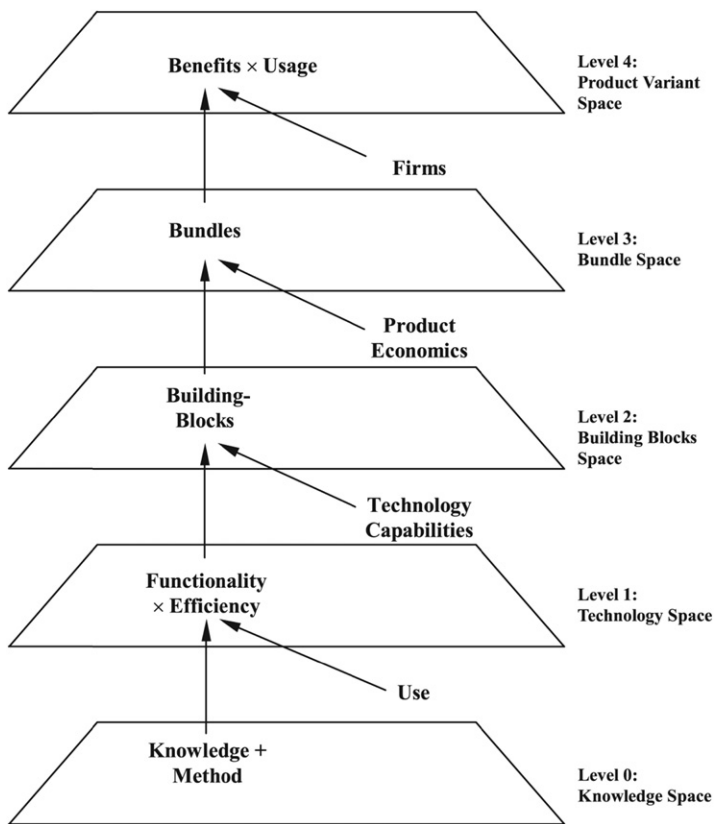 Benefits × Usage
Level 4:
Product Variant
Space
Firms
Bundles
Level 3:
Bundle Space
Product
Economics
Building-
Blocks
Level 2:
Building Blocks
Space
Technology
Capabilities
Functionality
× Efficiency
Level 1:
Technology Space
Use
Knowledge +
Method
Level 0:
Knowledge Space